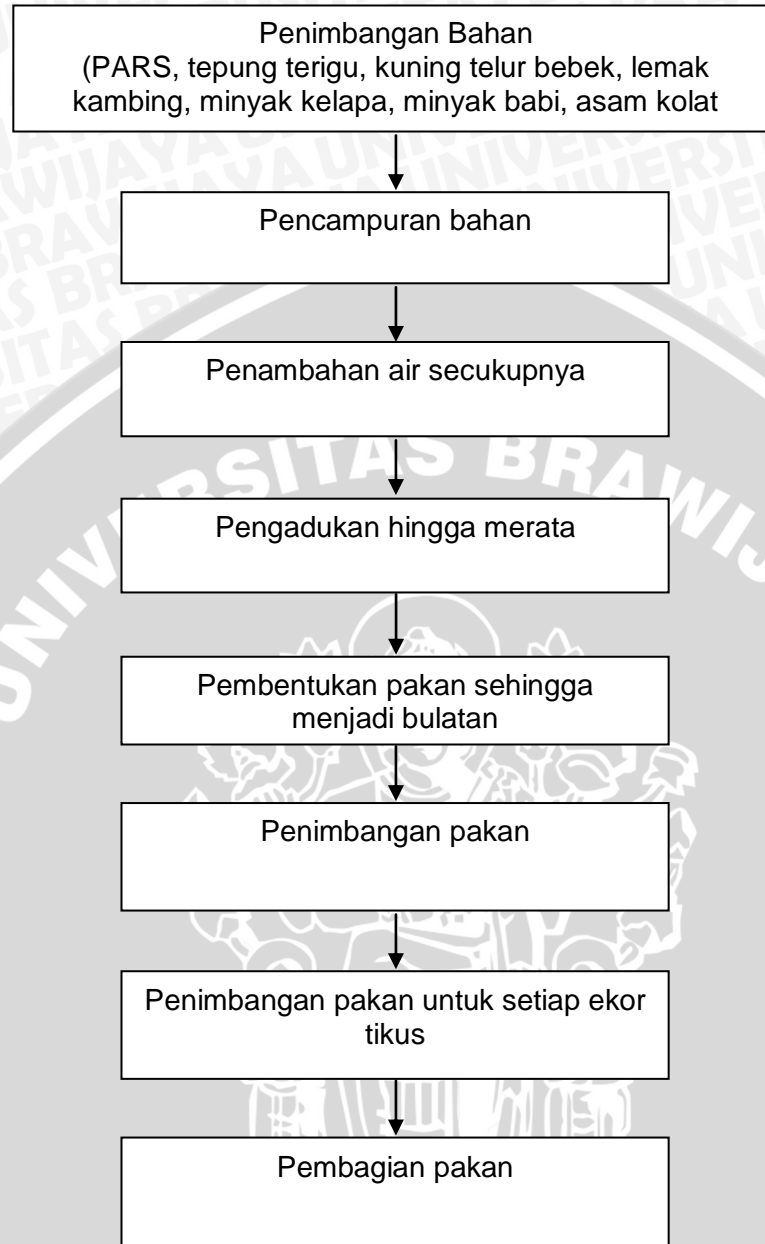 Penimbangan Bahan
(PARS, tepung terigu, kuning telur bebek, lemak
kambing, minyak kelapa, minyak babi, asam kolat
Pencampuran bahan
Penambahan air secukupnya
Pengadukan hingga merata
Pembentukan pakan sehingga
menjadi bulatan
Penimbangan pakan
Penimbangan pakan untuk setiap ekor
tikus
Pembagian pakan